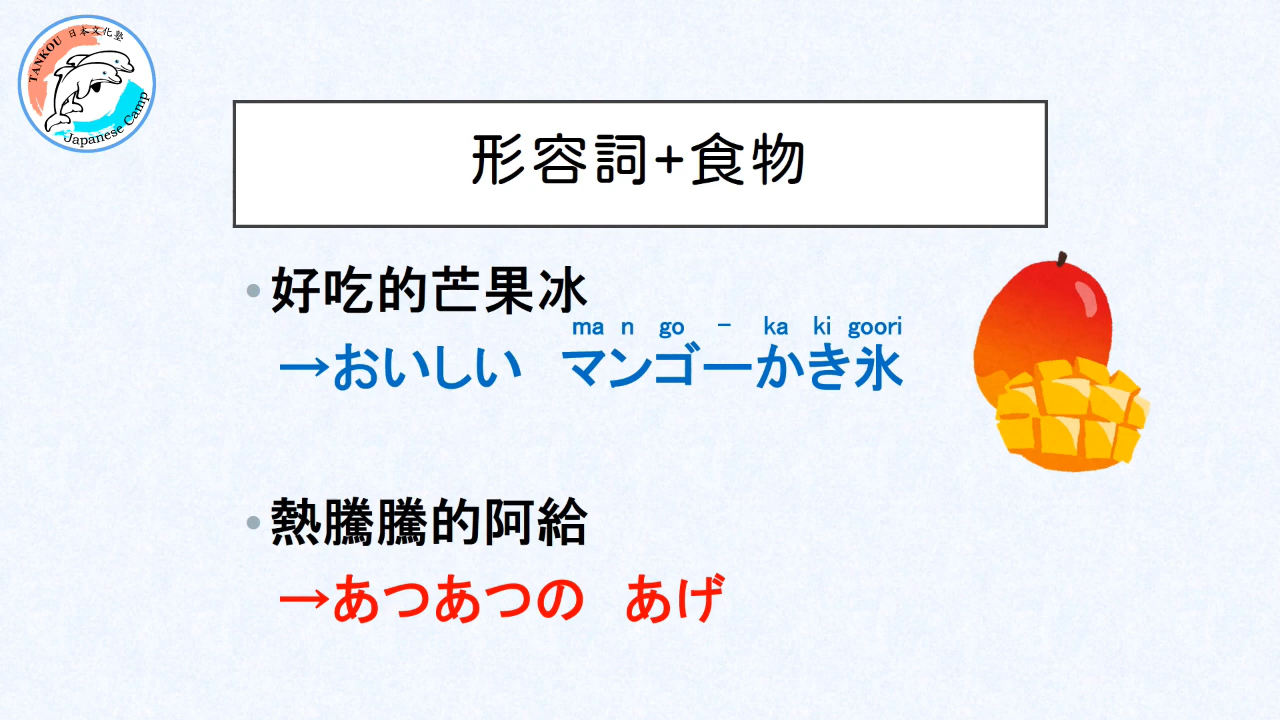 TANKOU 日本文化塾
Japanese Camp
形容詞+食物
•好吃的芒果冰
ma n go - ka ki goori
→おいしい　マンゴーかき氷
•熱騰騰的阿給
→あつあつの　あげ